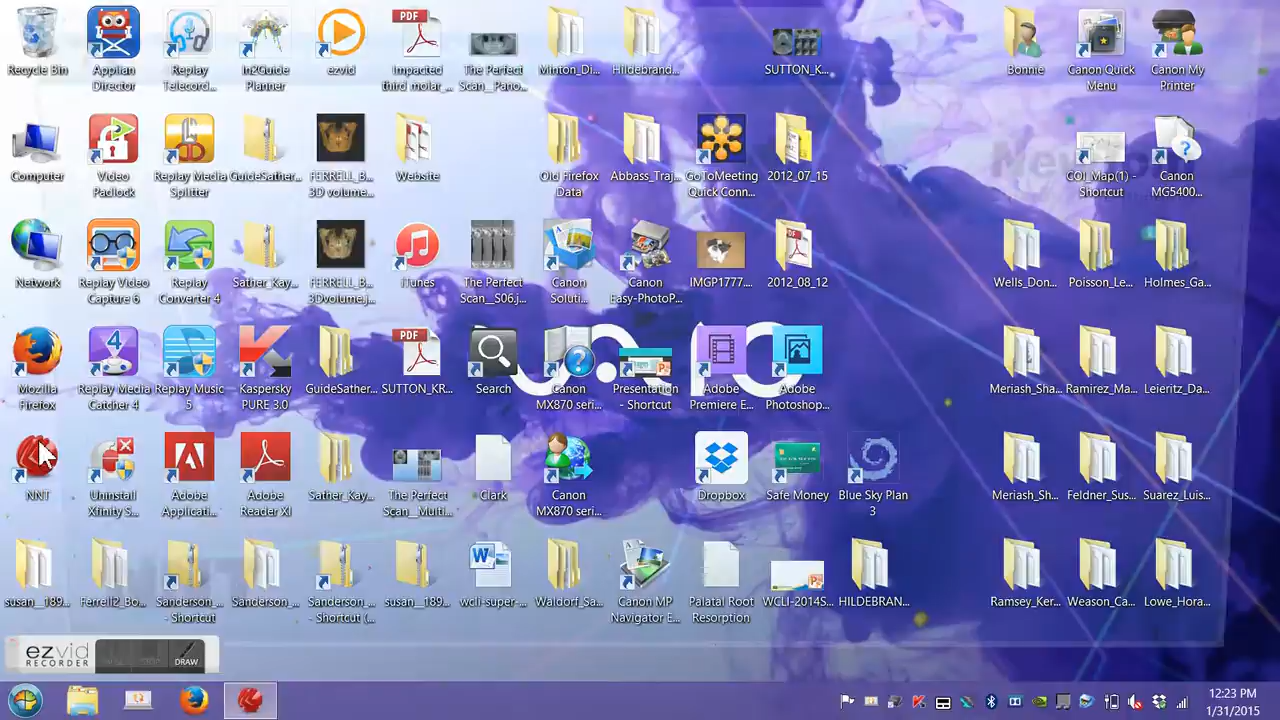 Recycle Bin
Applian
Director
Replay
Telecord...
In2Guide
Planner
ezvid
PDF
Impacted
third molar_...
The Perfect
Scan__Pano...
Minton_Di...
Hildebrand...
SUTTON_K...
Bonnie
Canon Quick
Menu
Canon My
Printer
Computer
Video
Padlock
Replay Media
Splitter
GuideSather...
FERRELL_B...
3D volume...
Website
Old Firefox
Data
Abbass_Traj...
GoToMeeting
Quick Conn...
2012_07_15
COI_Map(1) -
Shortcut
Canon
MG5400...
Network
Replay Video
Capture 6
Replay
Converter 4
Sather_Kay...
FERRELL_B...
3Dvolume.j...
iTunes
The Perfect
Scan__S06.j...
Canon
Soluti...
Canon
Easy-PhotoP...
IMGP1777....
2012_08_12
Wells_Don...
Poisson_Le...
Holmes_Ga...
Mozilla
Firefox
4
Replay Media
Catcher 4
Replay Music
5
Kaspersky
PURE 3.0
GuideSather...
PDF
SUTTON_KR...
Search
Canon
MX870 seri...
Presentation
- Shortcut
Adobe
Premiere E...
Adobe
Photoshop...
Meriash_Sha...
Ramirez_Ma...
Leieritz_Da...
NNT
Uninstall
Xfinity S...
Adobe
Applicati...
Adobe
Reader XI
Sather_Kay...
The Perfect
Scan__Multi...
Clark
Canon
MX870 seri...
Dropbox
Safe Money
Blue Sky Plan
3
Meriash_Sh...
Feldner_Sus...
Suarez_Luis...
susan__189...
Ferrell2_Bo...
Sanderson_...
- Shortcut
Sanderson_...
Sanderson_...
- Shortcut (...
susan__189...
wcli-super-...
Waldorf_Sa...
Canon MP
Navigator E...
Palatal Root
Resorption
WCLI-2014S...
HILDEBRAN...
Ramsey_Ker...
Weason_Ca...
Lowe_Hora...
ezvid
RECORDER
STOP
DRAW
12:23 PM
1/31/2015